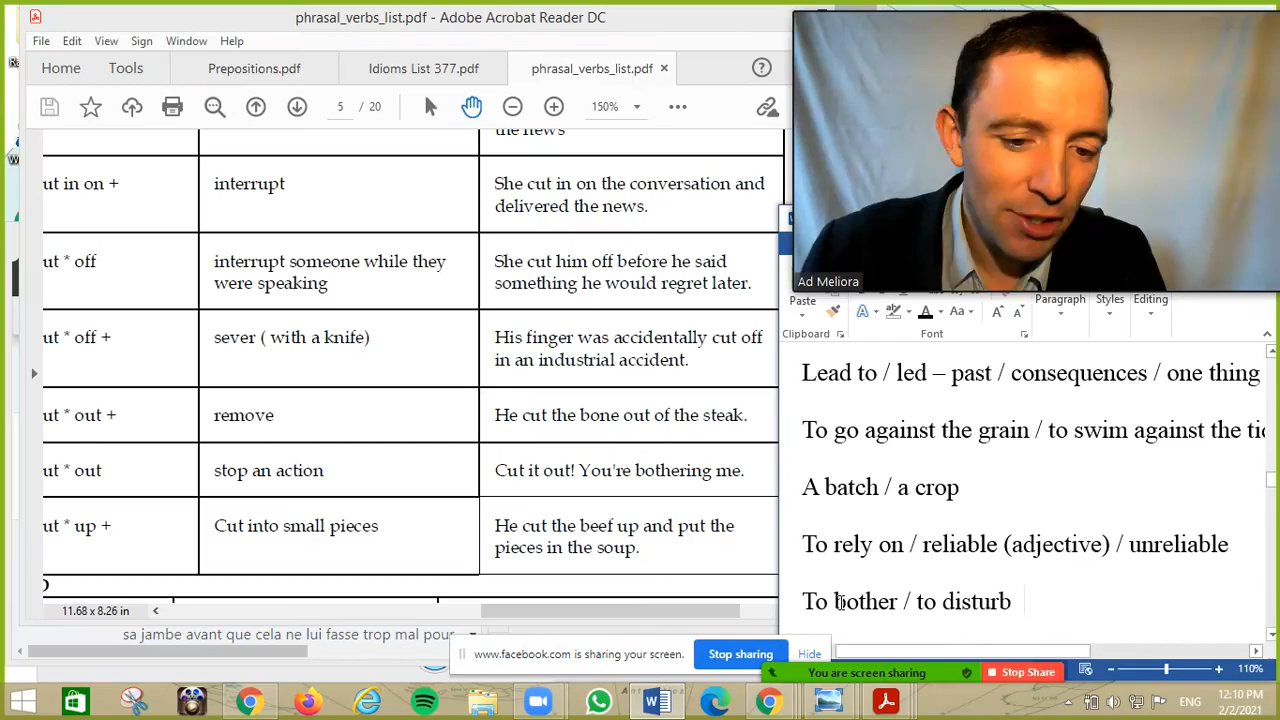 phrasal_verbs_list.pdf - Adobe Acrobat Reader DC
File Edit View Sign Window Help
Home Tools Prepositions.pdf Idioms List 377.pdf phrasal_verbs_list.pdf ×
5 / 20 150%
the news
ut in on + interrupt She cut in on the conversation and
delivered the news.
ut * off interrupt someone while they She cut him off before he said
were speaking something he would regret later.
ut * off + sever ( with a knife) His finger was accidentally cut off
in an industrial accident.
ut * out + remove He cut the bone out of the steak.
ut * out stop an action Cut it out! You're bothering me.
ut * up + Cut into small pieces He cut the beef up and put the
pieces in the soup.
11.68 x 8.26 in
sa jambe avant que cela ne lui fasse trop mal pour
Ad Meliora
Paste Paragraph Styles Editing
Clipboard Font
Lead to / led – past / consequences / one thing
To go against the grain / to swim against the
A batch / a crop
To rely on / reliable (adjective) / unreliable
To bother / to disturb
www.facebook.com is sharing your screen. Stop sharing Hide
You are screen sharing Stop Share
110%
ENG
12:10 PM
2/2/2021